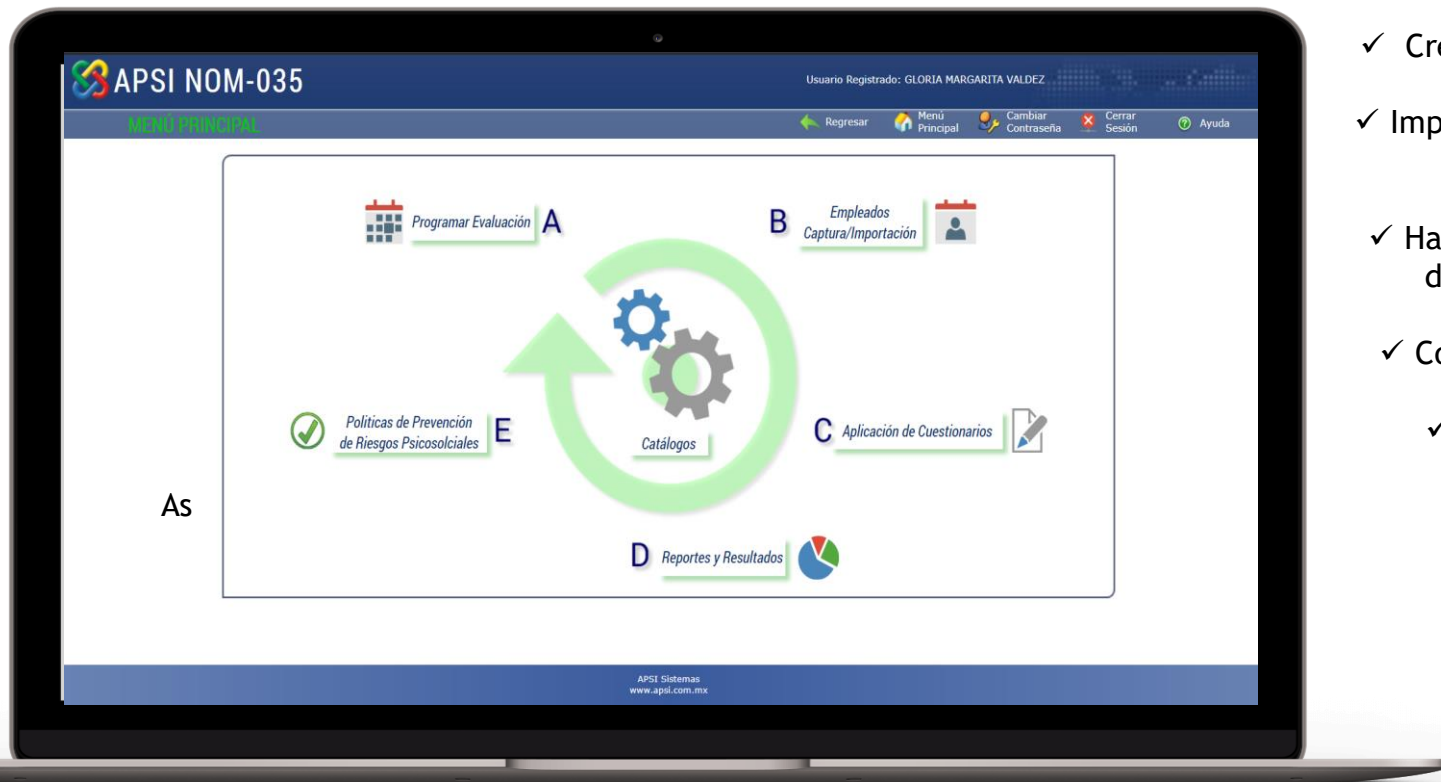 APSI NOM-035
Usuario Registrado: GLORIA MARGARITA VALDEZ
MENÚ PRINCIPAL
Regresar
Menú
Principal
Cambiar
Contraseña
Cerrar
Sesión
Ayuda
Programar Evaluación A
B Empleados
Captura/Importación
Politicas de Prevención
de Riesgos Psicosolciales E
Catálogos
C Aplicación de Cuestionarios
As
D Reportes y Resultados
APSI Sistemas
www.apsi.com.mx
✓ Cre
✓ Imp
✓ Ha
d
✓ Co
✓